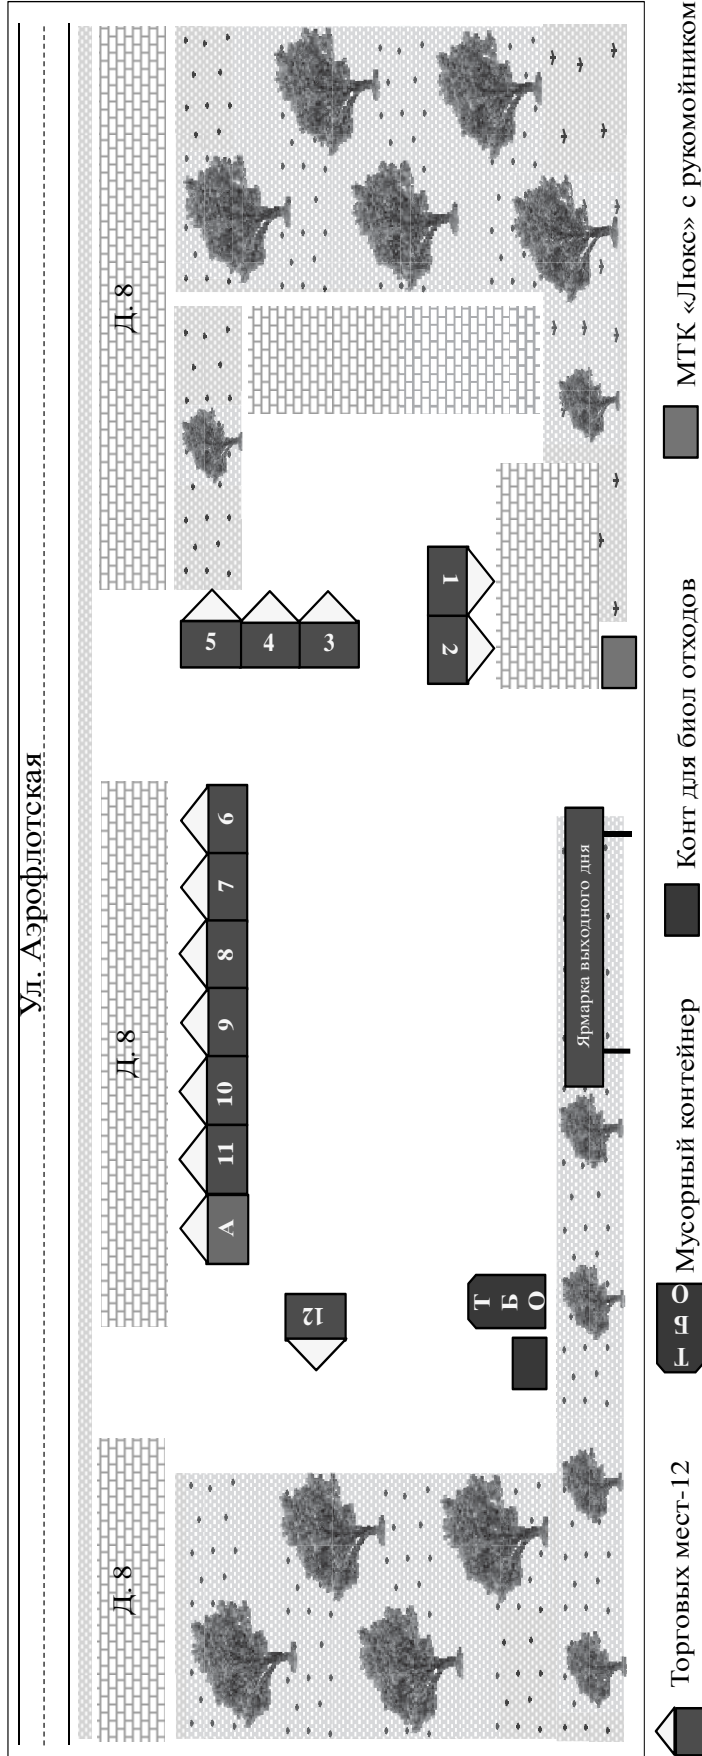 Ул. Аэрофлотская
Д. 8
Д. 8
Д. 8
5
4
3
1
2
6
7
8
9
10
11
А
12
Т
Б
О
Ярмарка выходного дня
Торговых мест-12
Т Б О
Мусорный контейнер
Конт для биол отходов
МТК «Люкс» с рукомойником